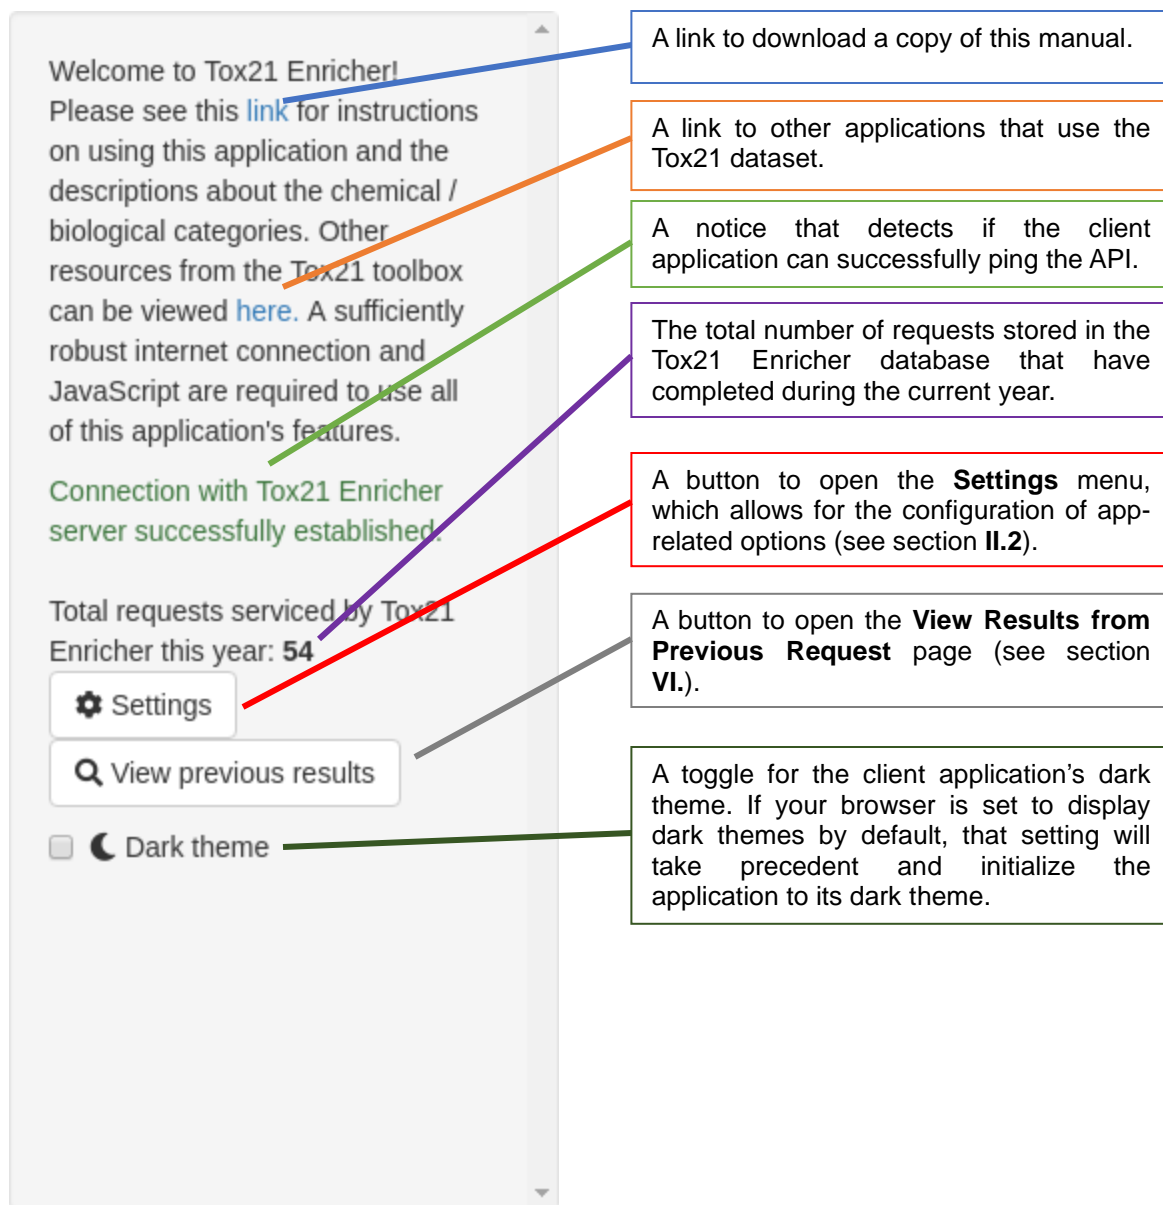 Welcome to Tox21 Enricher!
Please see this link for instructions
on using this application and the
descriptions about the chemical /
biological categories. Other
resources from the Tox21 toolbox
can be viewed here. A sufficiently
robust internet connection and
JavaScript are required to use all
of this application's features.
Connection with Tox21 Enricher
server successfully established.
Total requests serviced by Tox21
Enricher this year: 54
Settings
View previous results
Dark theme
A link to download a copy of this manual.
A link to other applications that use the
Tox21 dataset.
A notice that detects if the client
application can successfully ping the API.
The total number of requests stored in the
Tox21 Enricher database that have
completed during the current year.
A button to open the Settings menu,
which allows for the configuration of app-
related options (see section II.2).
A button to open the View Results from
Previous Request page (see section
VI.).
A toggle for the client application’s dark
theme. If your browser is set to display
dark themes by default, that setting will
take precedent and initialize the
application to its dark theme.